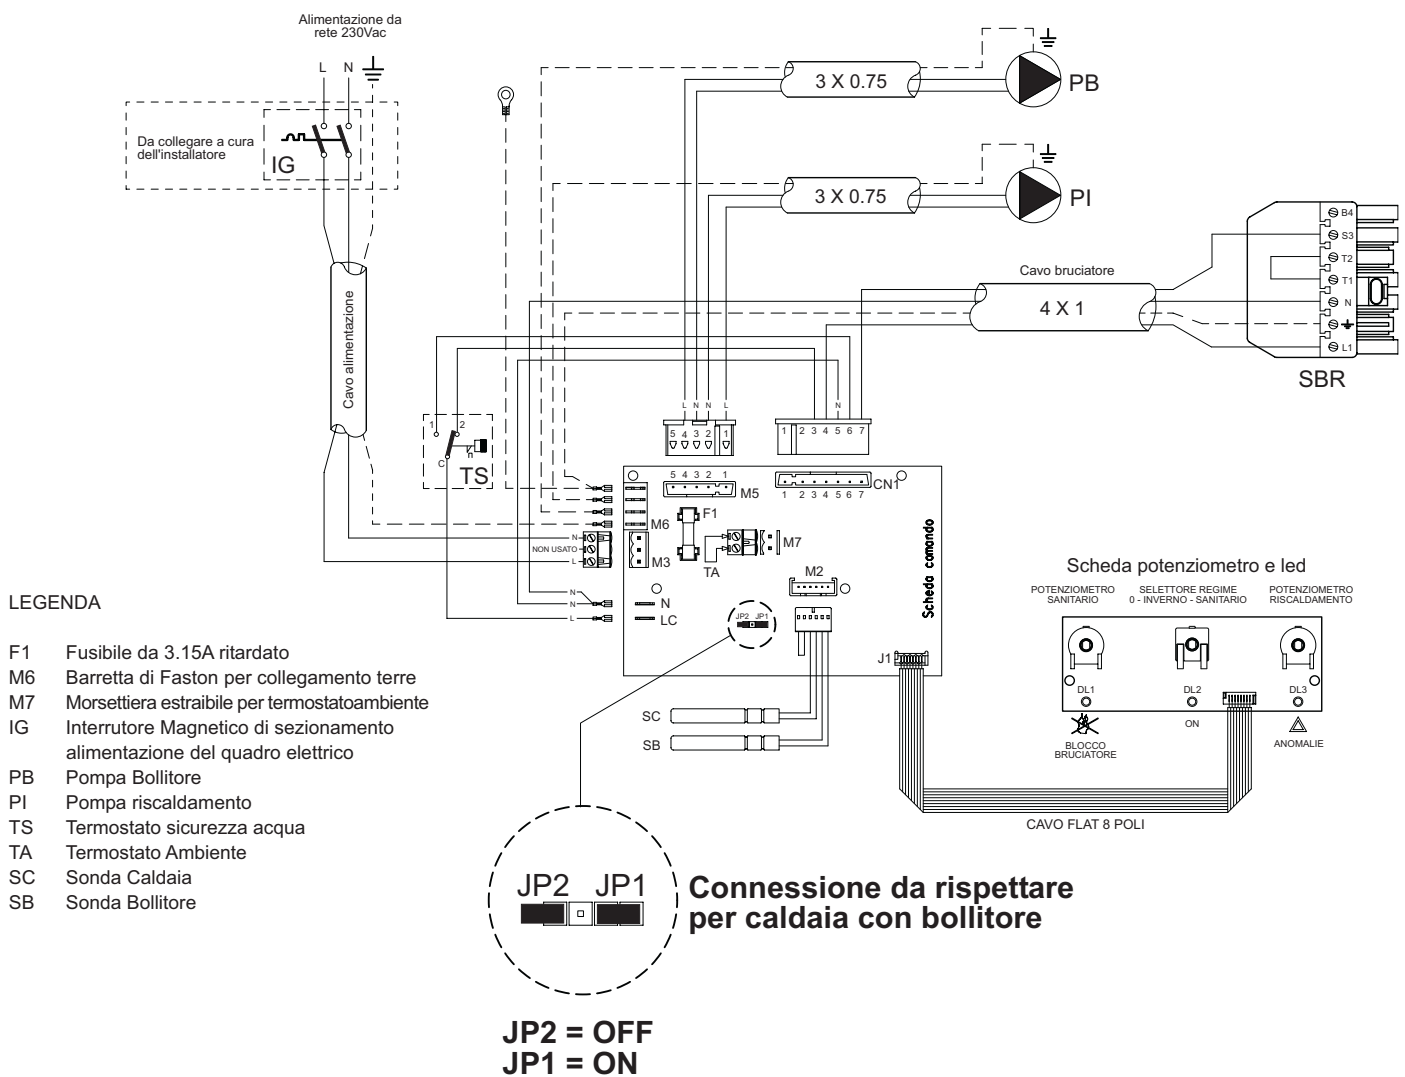 Alimentazione da
rete 230Vac
L N
Da collegare a cura
dell'installatore
IG
Cavo alimentazione
3 X 0.75
PB
3 X 0.75
PI
Cavo bruciatore
4 X 1
B4
S3
T2
T1
N
L1
SBR
1 2
C
TS
L N N L
5 4 3 2 1
N
1 2 3 4 5 6 7
5 4 3 2 1
M5
1 2 3 4 5 6 7
CN1
F1
M6
N
NON USATO
L
M3
TA
M7
M2
N
N
L
N
LC
JP2 JP1
J1
Scheda comando
SC
SB
Scheda potenziometro e led
POTENZIOMETRO
SANITARIO
SELETTORE REGIME
0 - INVERNO - SANITARIO
POTENZIOMETRO
RISCALDAMENTO
DL1 DL2 DL3
BLOCCO
BRUCIATORE
ON
ANOMALIE
CAVO FLAT 8 POLI
LEGENDA
F1 Fusibile da 3.15A ritardato
M6 Barretta di Faston per collegamento terre
M7 Morsettiera estraibile per termostatoambiente
IG Interrutore Magnetico di sezionamento
alimentazione del quadro elettrico
PB Pompa Bollitore
PI Pompa riscaldamento
TS Termostato sicurezza acqua
TA Termostato Ambiente
SC Sonda Caldaia
SB Sonda Bollitore
JP2 JP1
Connessione da rispettare
per caldaia con bollitore
JP2 = OFF
JP1 = ON